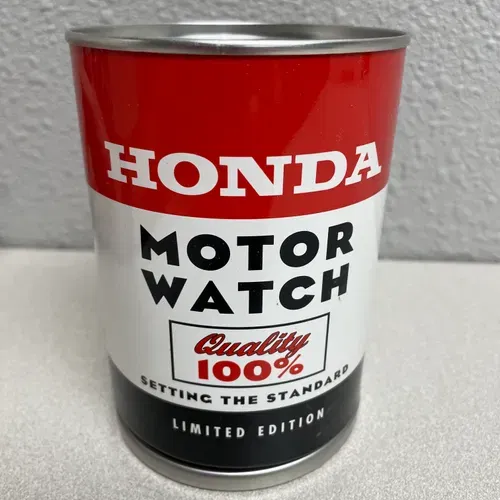 HONDA
MOTOR
WATCH
Quality
100%
SETTING THE STANDARD
LIMITED EDITION